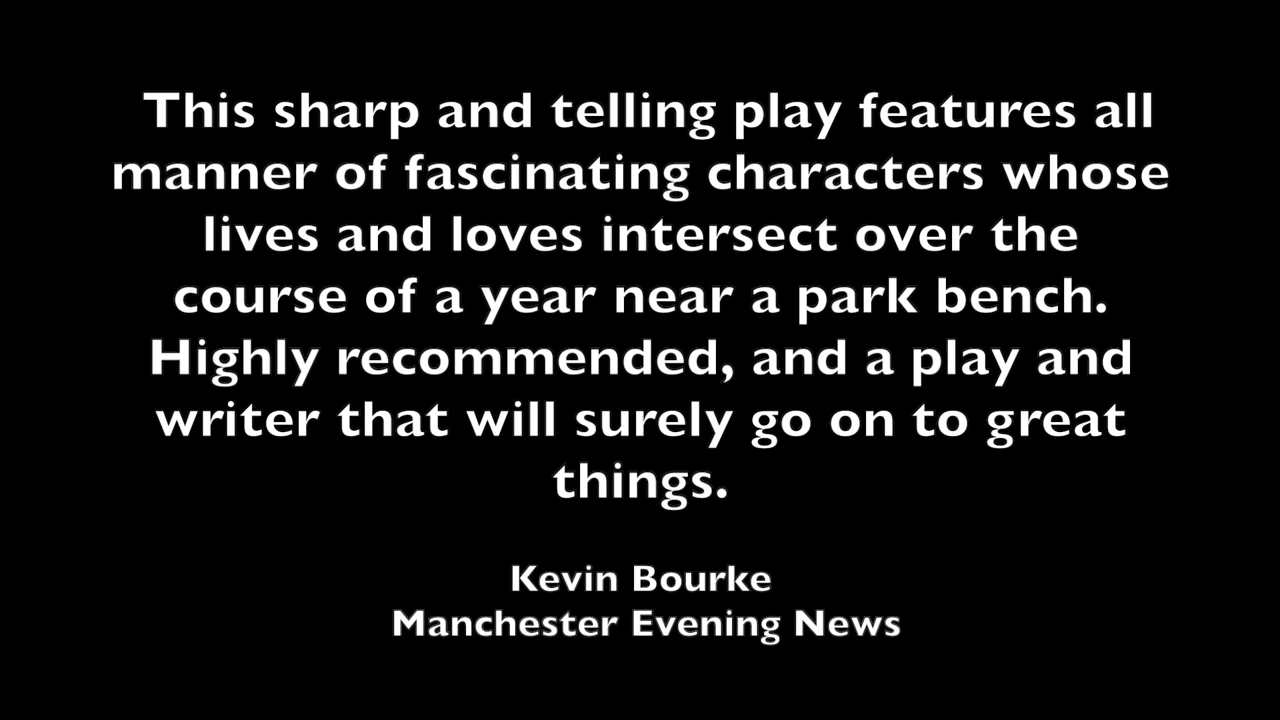 This sharp and telling play features all
manner of fascinating characters whose
lives and loves intersect over the
course of a year near a park bench.
Highly recommended, and a play and
writer that will surely go on to great
things.
Kevin Bourke
Manchester Evening News